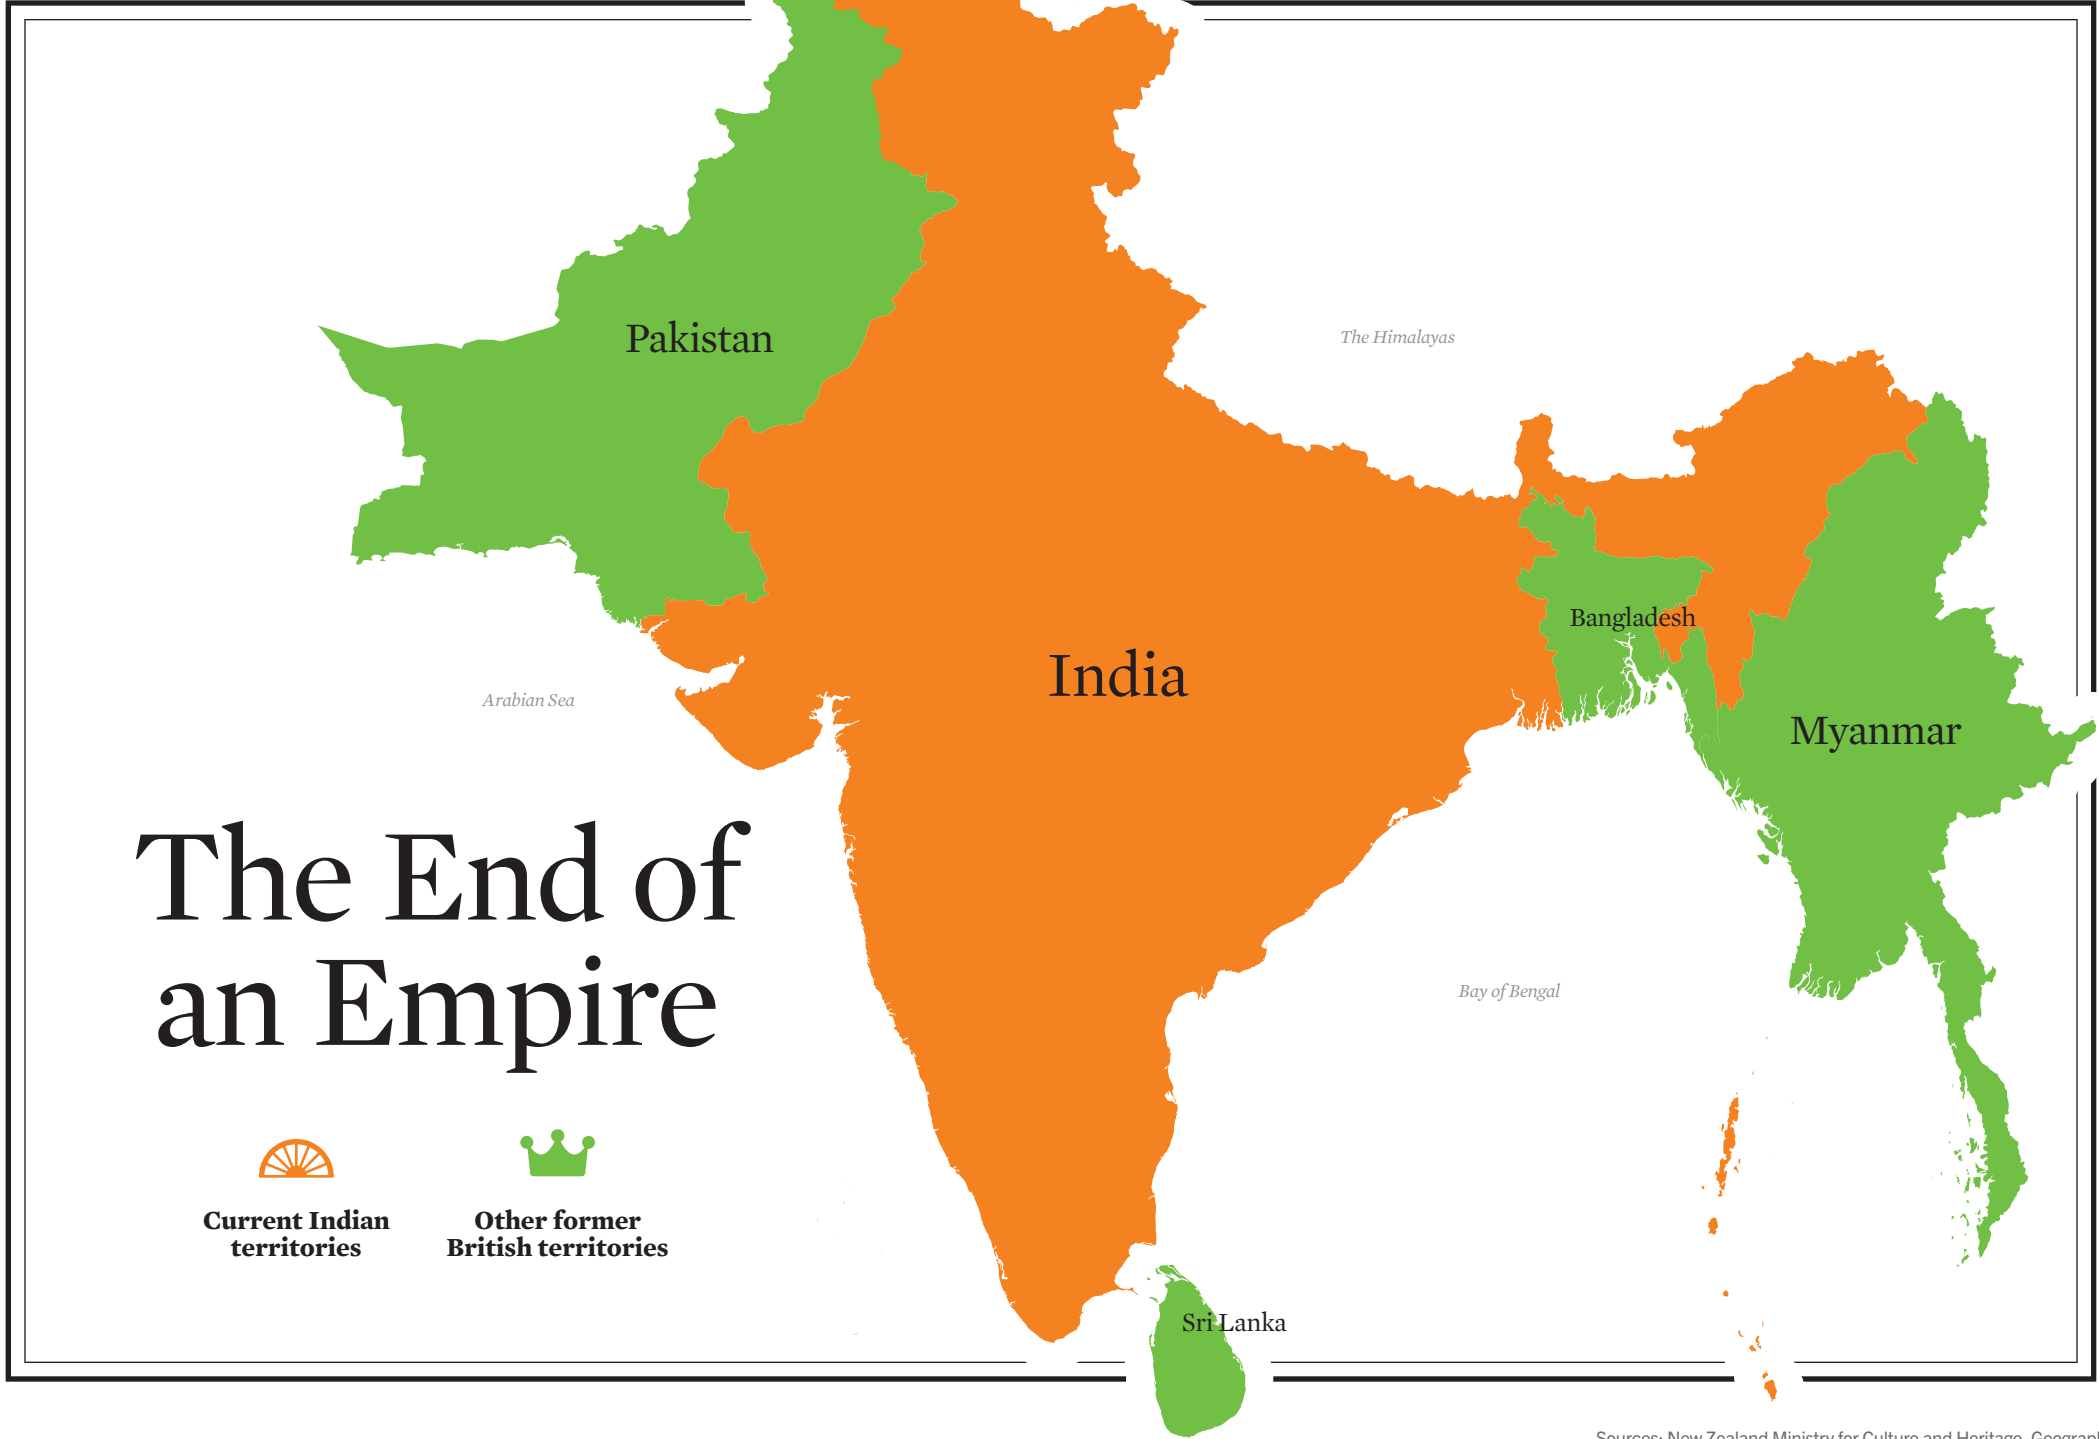 Pakistan
The Himalayas
Bangladesh
India
Arabian Sea
Myanmar
The End of
an Empire
Bay of Bengal
Current Indian
territories
Other former
British territories
Sri Lanka
Sources: New Zealand Ministry for Culture and Heritage,